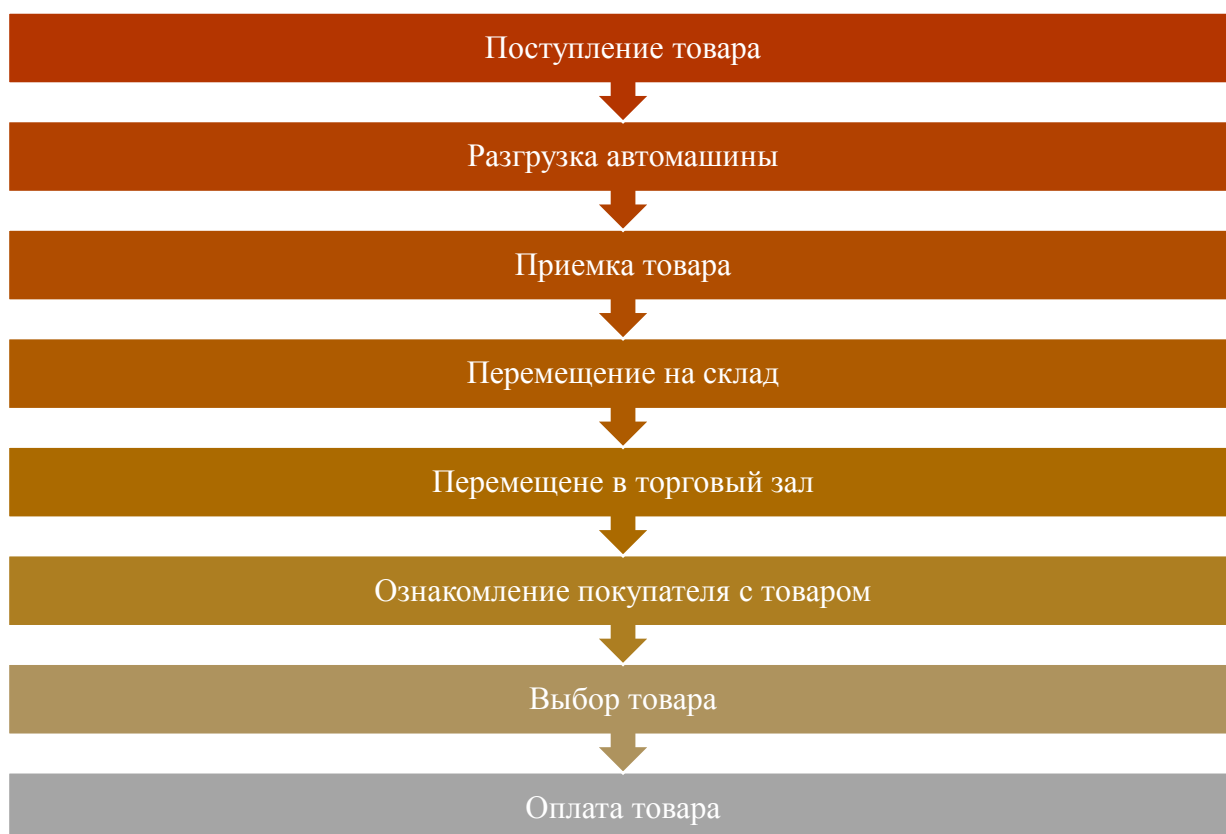 Поступление товара
Разгрузка автомашины
Приемка товара
Перемещение на склад
Перемещене в торговый зал
Ознакомление покупателя с товаром
Выбор товара
Оплата товара